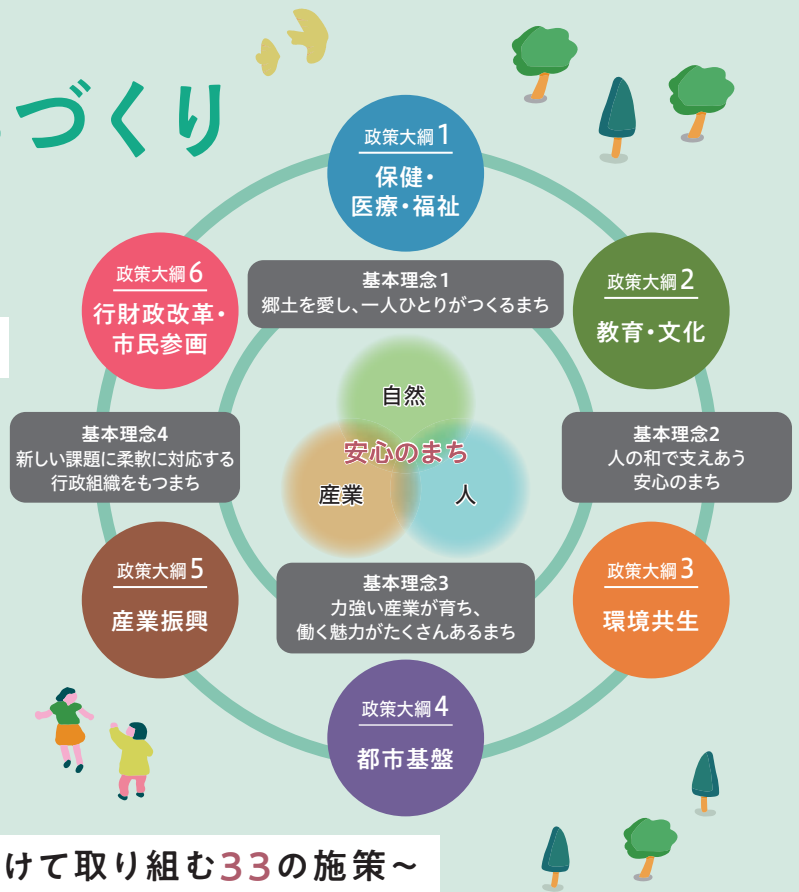 づくり
政策大綱1
保健・
医療・福祉
政策大綱6
行財政改革・
市民参画
基本理念1
郷土を愛し、一人ひとりがつくるまち
政策大綱2
教育・文化
自然
安心のまち
産業
人
基本理念4
新しい課題に柔軟に対応する
行政組織をもつまち
基本理念2
人の和で支えあう
安心のまち
政策大綱5
産業振興
基本理念3
力強い産業が育ち、
働く魅力がたくさんあるまち
政策大綱3
環境共生
政策大綱4
都市基盤
けて取り組む33の施策～